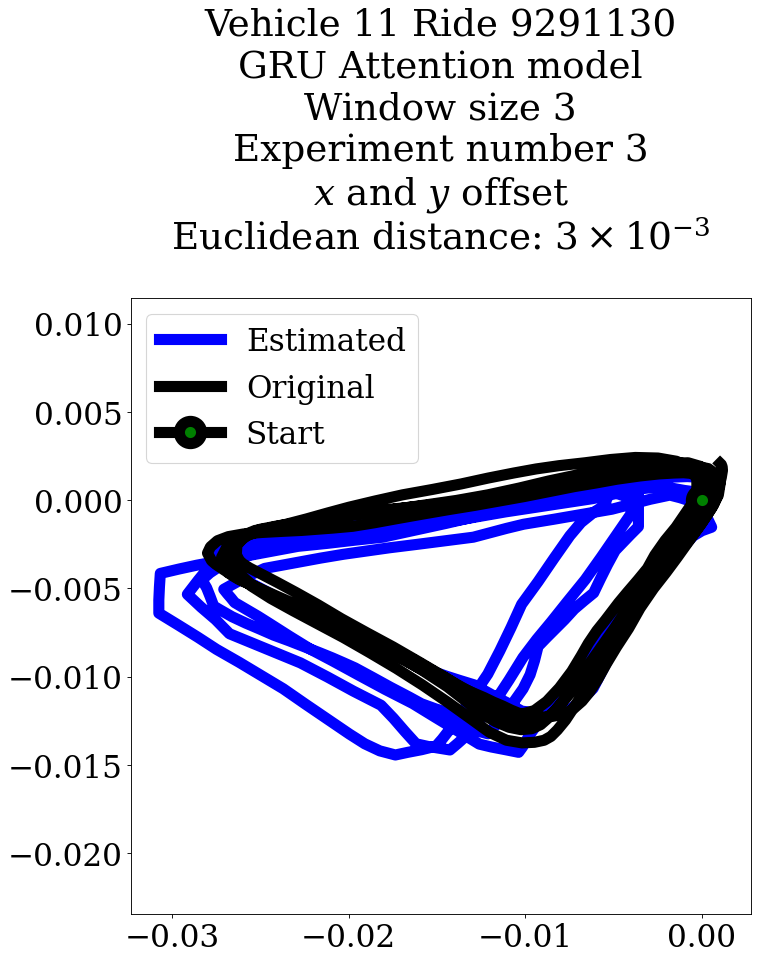 Vehicle 11 Ride 9291130
GRU Attention model
Window size 3
Experiment number 3
x and y offset
Euclidean distance: 3 × 10⁻³
0.010
0.005
0.000
−0.005
−0.010
−0.015
−0.020
Estimated
Original
Start
−0.03 −0.02 −0.01 0.00